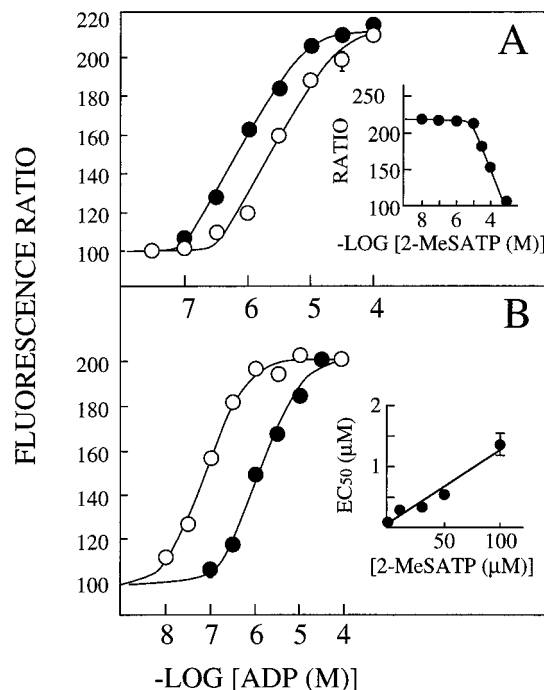 FLUORESCENCE RATIO
A
220
200
180
160
140
120
100
7 6 5 4
RATIO
250
200
100
8 6 4
-LOG [2-MeSATP (M)]
B
200
180
160
140
120
100
8 7 6 5 4
-LOG [ADP (M)]
EC50 (μM)
2
1
0
50 100
[2-MeSATP (μM)]